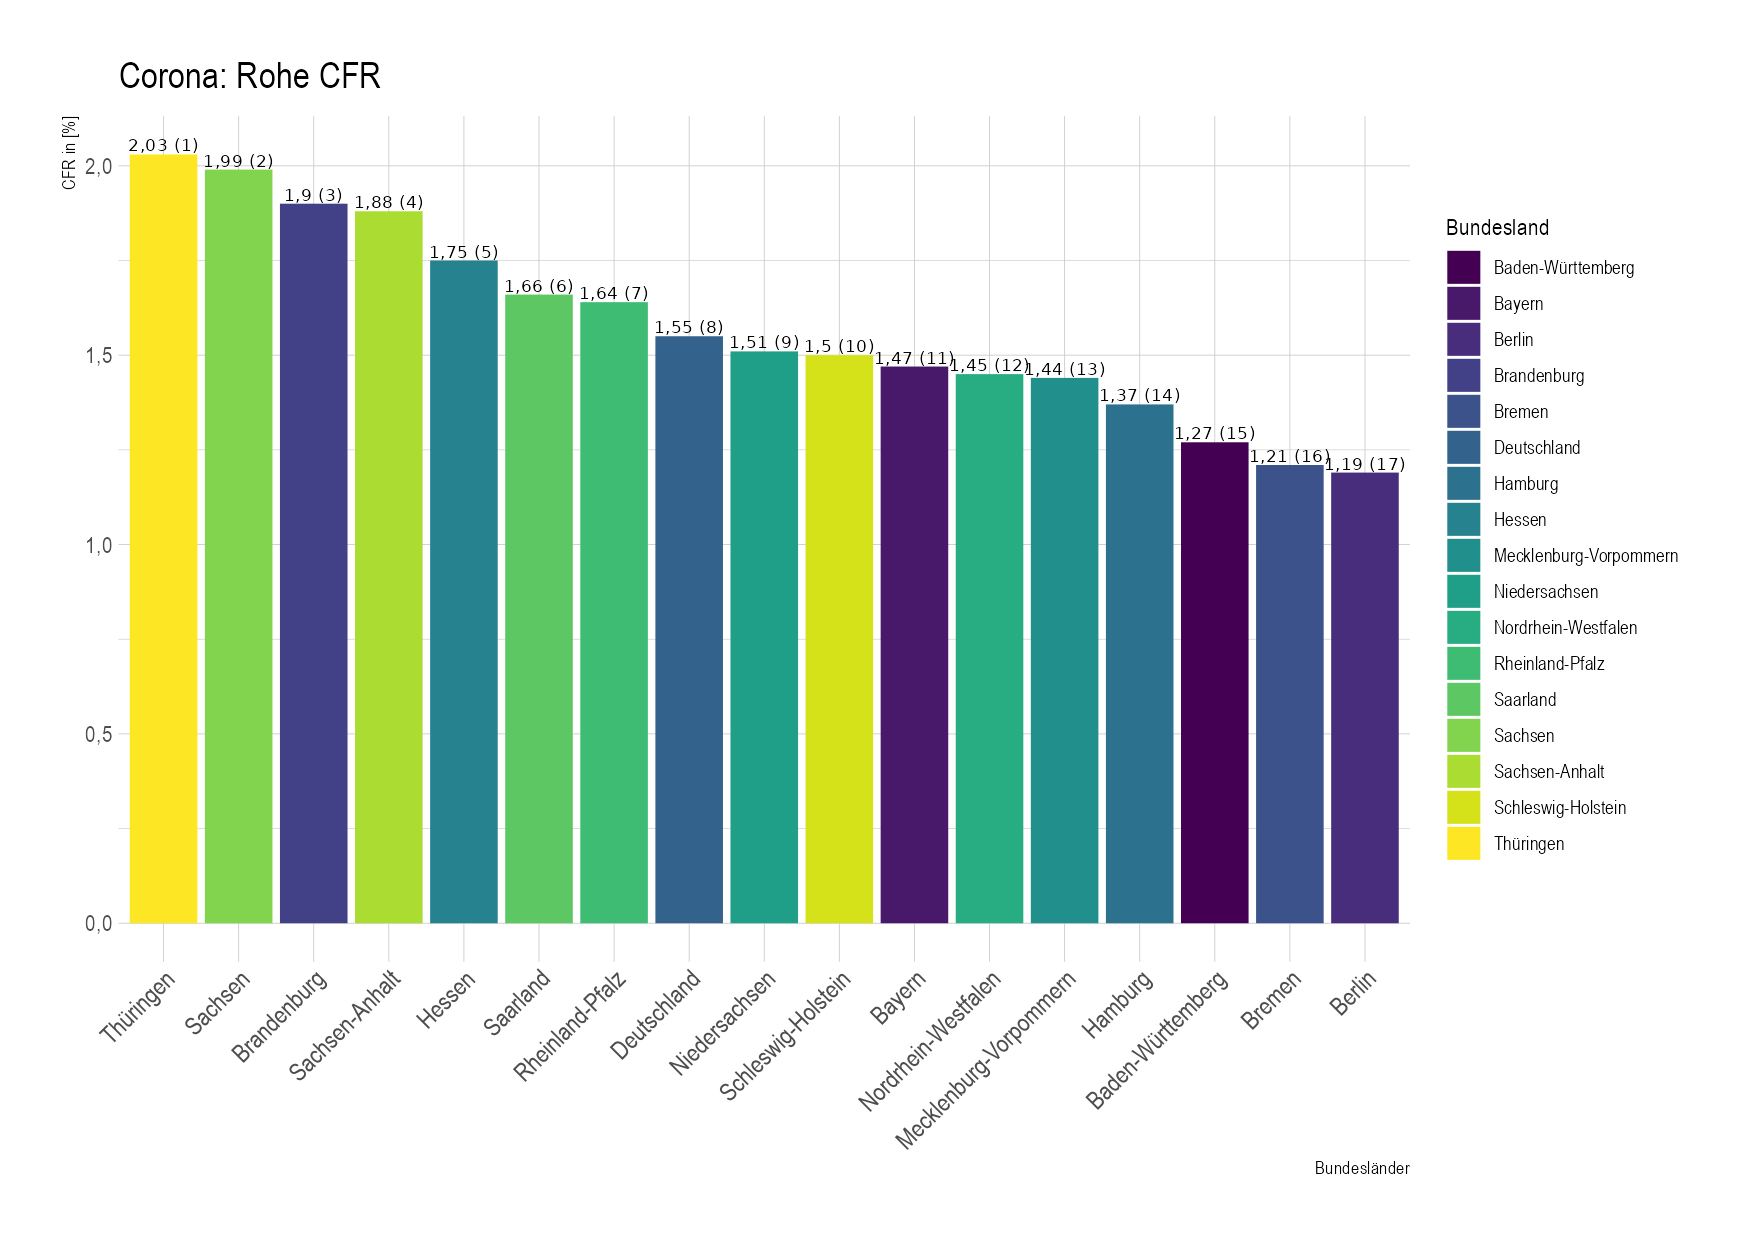 Corona: Rohe CFR
CFR in [%]
2,0
1,5
1,0
0,5
0,0
2,03 (1)
1,99 (2)
1,9 (3)
1,88 (4)
1,75 (5)
1,66 (6)
1,64 (7)
1,55 (8)
1,51 (9)
1,5 (10)
1,47 (11)
1,45 (12)
1,44 (13)
1,37 (14)
1,27 (15)
1,21 (16)
1,19 (17)
Thüringen
Sachsen
Brandenburg
Sachsen-Anhalt
Hessen
Saarland
Rheinland-Pfalz
Deutschland
Niedersachsen
Schleswig-Holstein
Bayern
Nordrhein-Westfalen
Mecklenburg-Vorpommern
Hamburg
Baden-Württemberg
Bremen
Berlin
Bundesländer
Bundesland
Baden-Württemberg
Bayern
Berlin
Brandenburg
Bremen
Deutschland
Hamburg
Hessen
Mecklenburg-Vorpommern
Niedersachsen
Nordrhein-Westfalen
Rheinland-Pfalz
Saarland
Sachsen
Sachsen-Anhalt
Schleswig-Holstein
Thüringen